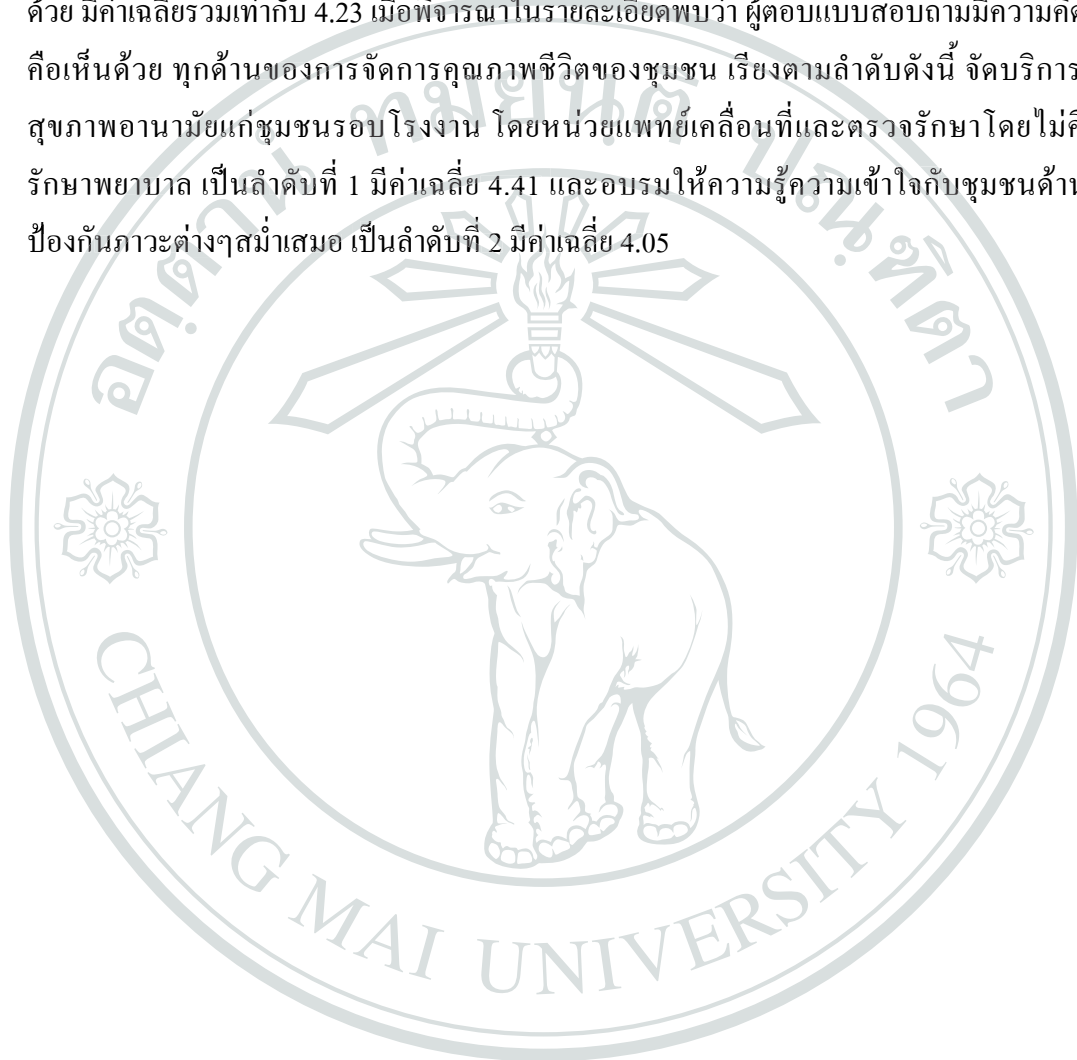 ด้วย มีค่าเฉลี่ยรวมเท่ากับ 4.23 เมื่อพิจารณาในรายละเอียดพบว่า ผู้ตอบแบบสอบถามมีความคิด
คือเห็นด้วย ทุกด้านของการจัดการคุณภาพชีวิตของชุมชน เรียงตามลำดับดังนี้ จัดบริการ
สุขภาพอานามัยแก่ชุมชนรอบโรงงาน โดยหน่วยแพทย์เคลื่อนที่และตรวจรักษาโดยไม่คิ
รักษาพยาบาล เป็นลำดับที่ 1 มีค่าเฉลี่ย 4.41 และอบรมให้ความรู้ความเข้าใจกับชุมชนด้าน
ป้องกันภาวะต่างๆสม่ำเสมอ เป็นลำดับที่ 2 มีค่าเฉลี่ย 4.05
อตฺตานํ ทมยนฺติ ปณฺฑิตา
CHIANG MAI UNIVERSITY 1964